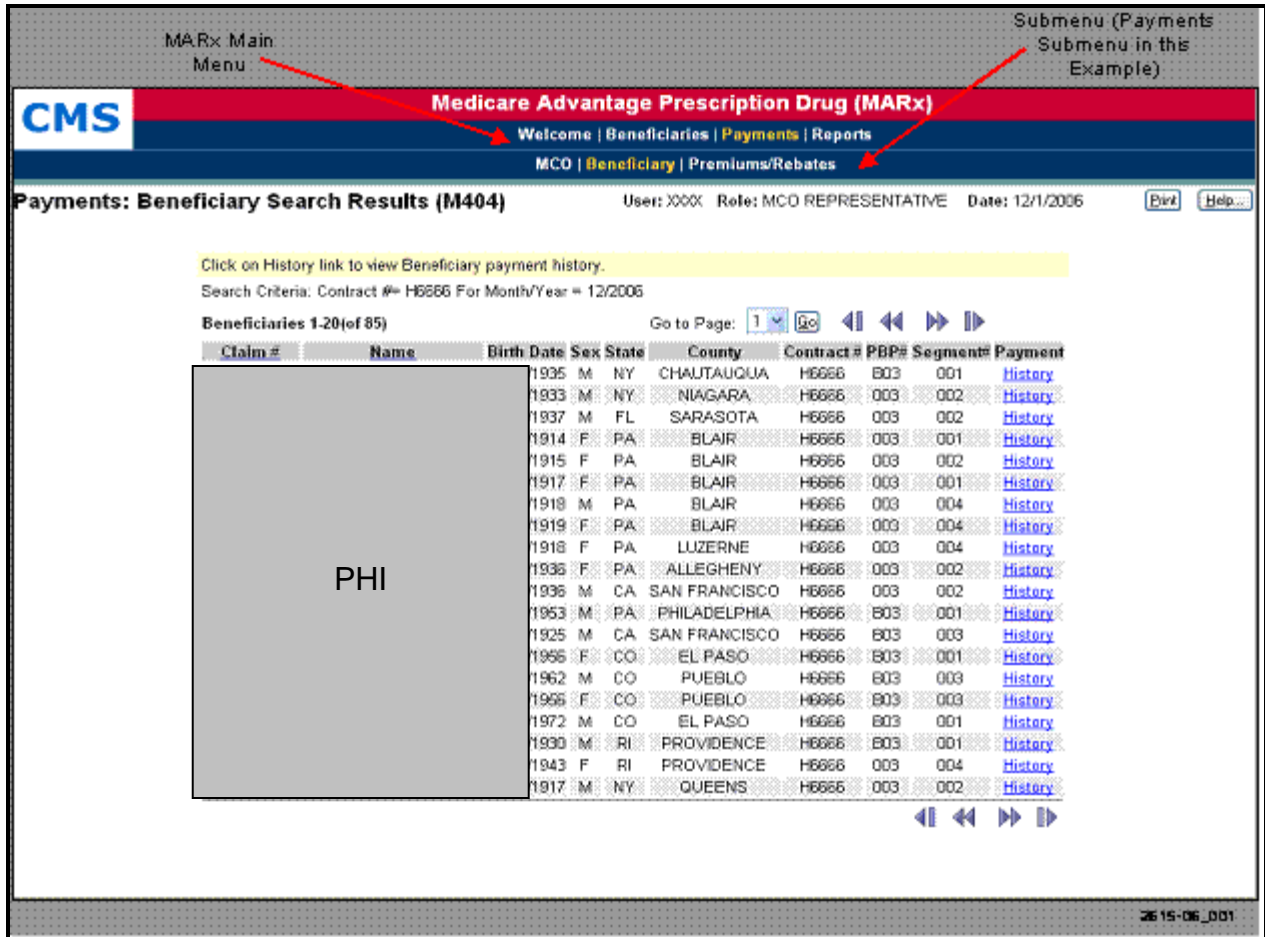 MARx Main
Menu
Submenu (Payments
Submenu in this
Example)
CMS
Medicare Advantage Prescription Drug (MARx)
Welcome | Beneficiaries | Payments | Reports
MCO | Beneficiary | Premiums/Rebates
Payments: Beneficiary Search Results (M404) User: XXXX Role: MCO REPRESENTATIVE Date: 12/1/2006 Print Help...
Click on History link to view Beneficiary payment history.
Search Criteria: Contract #= H6666 For Month/Year = 12/2006
Beneficiaries 1-20(of 85) Go to Page: 1 Go
Claim # Name Birth Date Sex State County Contract # PBP# Segment# Payment
/1935 M NY CHAUTAUQUA H6666 B03 001 History
/1933 M NY NIAGARA H6666 003 002 History
/1937 M FL SARASOTA H6666 003 002 History
/1914 F PA BLAIR H6666 003 001 History
/1915 F PA BLAIR H6666 003 002 History
/1917 F PA BLAIR H6666 003 001 History
/1918 M PA BLAIR H6666 003 004 History
/1919 F PA BLAIR H6666 003 004 History
/1918 F PA LUZERNE H6666 003 004 History
/1936 F PA ALLEGHENY H6666 003 002 History
PHI
/1936 M CA SAN FRANCISCO H6666 003 002 History
/1953 M PA PHILADELPHIA H6666 B03 001 History
/1925 M CA SAN FRANCISCO H6666 B03 003 History
/1956 F CO EL PASO H6666 B03 001 History
/1962 M CO PUEBLO H6666 B03 003 History
/1956 F CO PUEBLO H6666 B03 003 History
/1972 M CO EL PASO H6666 B03 001 History
/1930 M RI PROVIDENCE H6666 B03 001 History
/1943 F RI PROVIDENCE H6666 003 004 History
/1917 M NY QUEENS H6666 003 002 History
2615-06_001